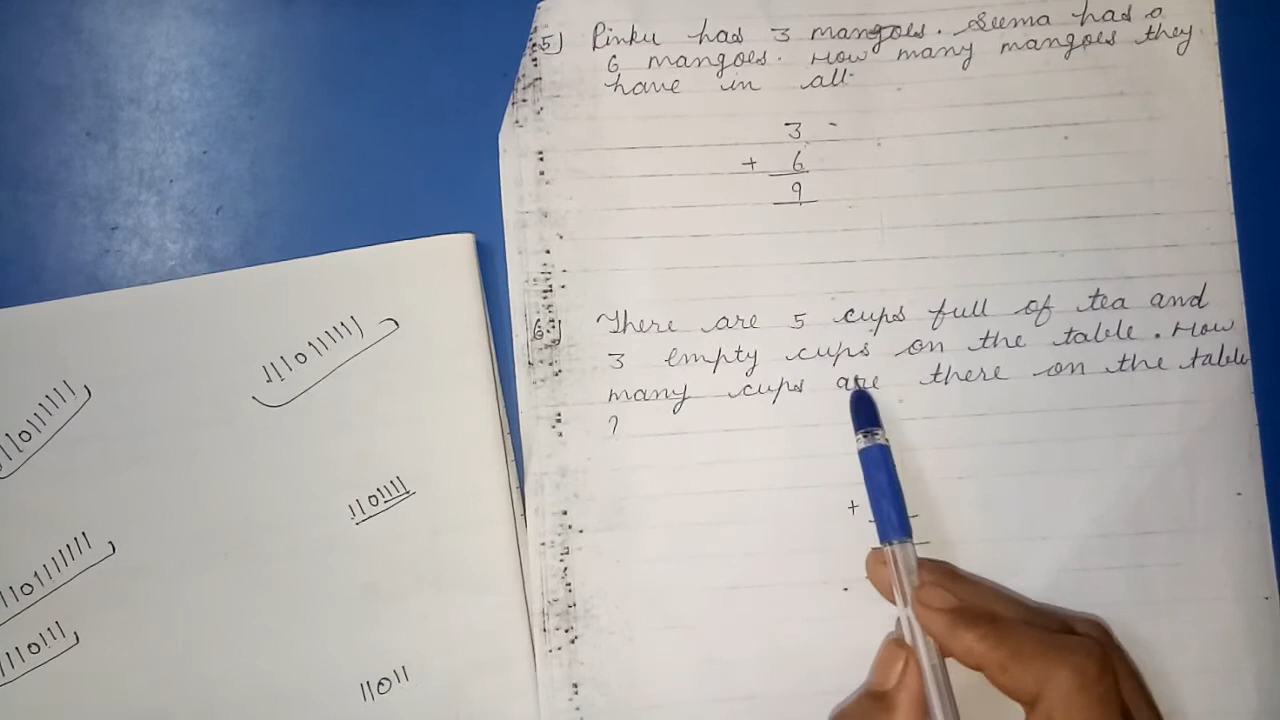 5) Pinku has 3 mangoes. Seema has
6 mangoes. How many mangoes they
have in all.
3
+ 6
9
6) There are 5 cups full of tea and
3 empty cups on the table. How
many cups are there on the table
?
+